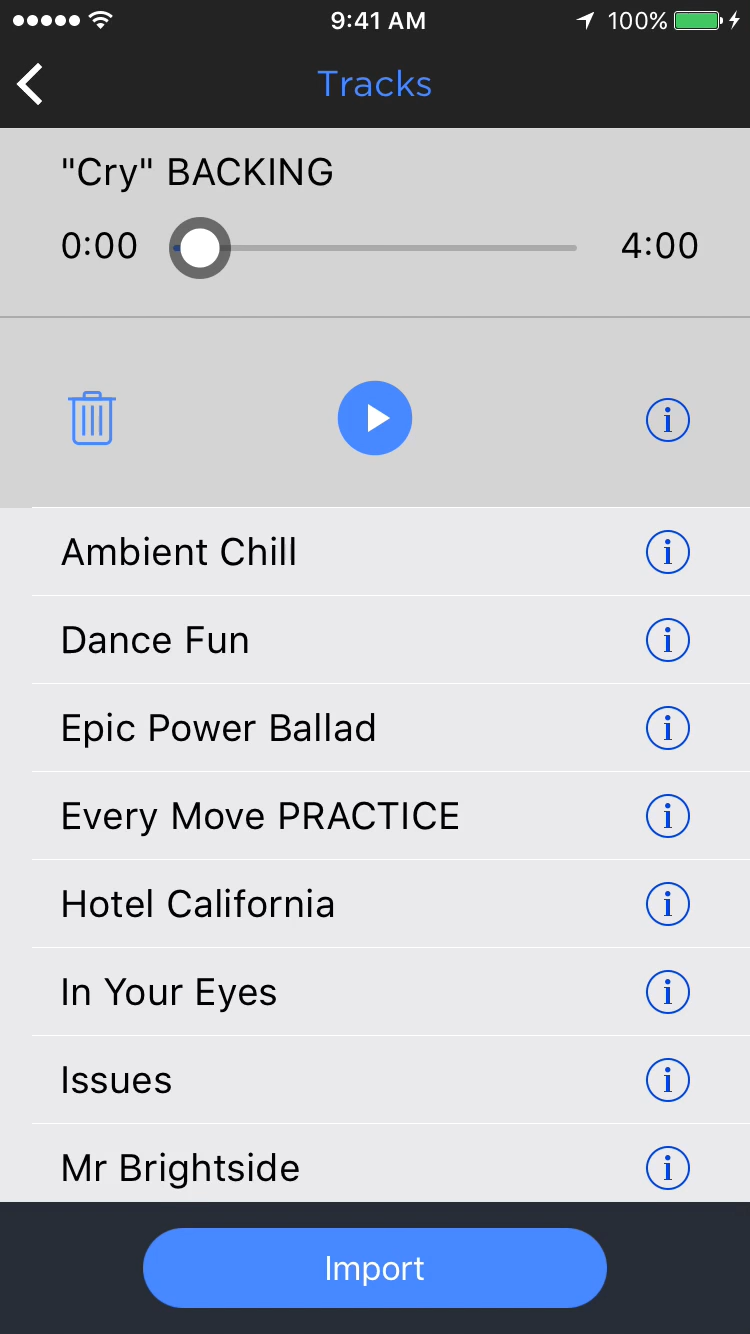 9:41 AM 100%
Tracks
"Cry" BACKING
0:00 4:00
i
Ambient Chill i
Dance Fun i
Epic Power Ballad i
Every Move PRACTICE i
Hotel California i
In Your Eyes i
Issues i
Mr Brightside i
Import